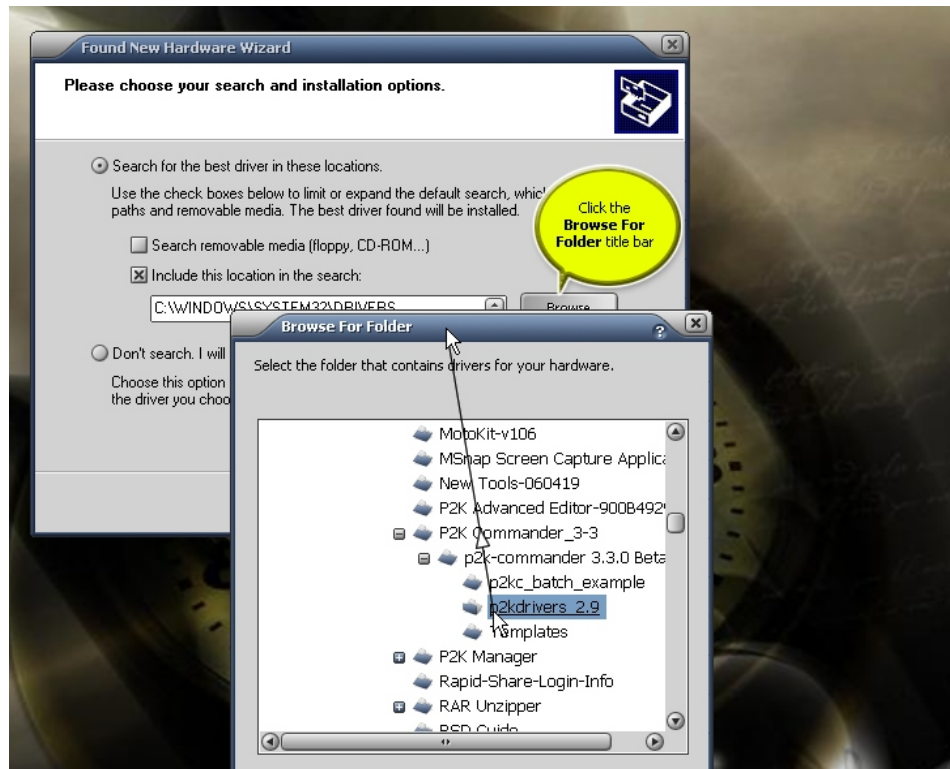 Found New Hardware Wizard
Please choose your search and installation options.
Search for the best driver in these locations.
Use the check boxes below to limit or expand the default search, whic
paths and removable media. The best driver found will be installed.
Click the
Browse For
Folder title bar
Search removable media (floppy, CD-ROM...)
Include this location in the search:
C:\WINDOWS\SYSTEM32\DRIVERS
Browse
Browse For Folder
?
Don't search. I will
Choose this option
the driver you choo
Select the folder that contains drivers for your hardware.
MotoKit-v106
MSnap Screen Capture Applica
New Tools-060419
P2K Advanced Editor-900B492
P2K Commander_3-3
p2k-commander 3.3.0 Beta
p2kc_batch_example
p2kdrivers_2.9
Templates
P2K Manager
Rapid-Share-Login-Info
RAR Unzipper
RSD Guide